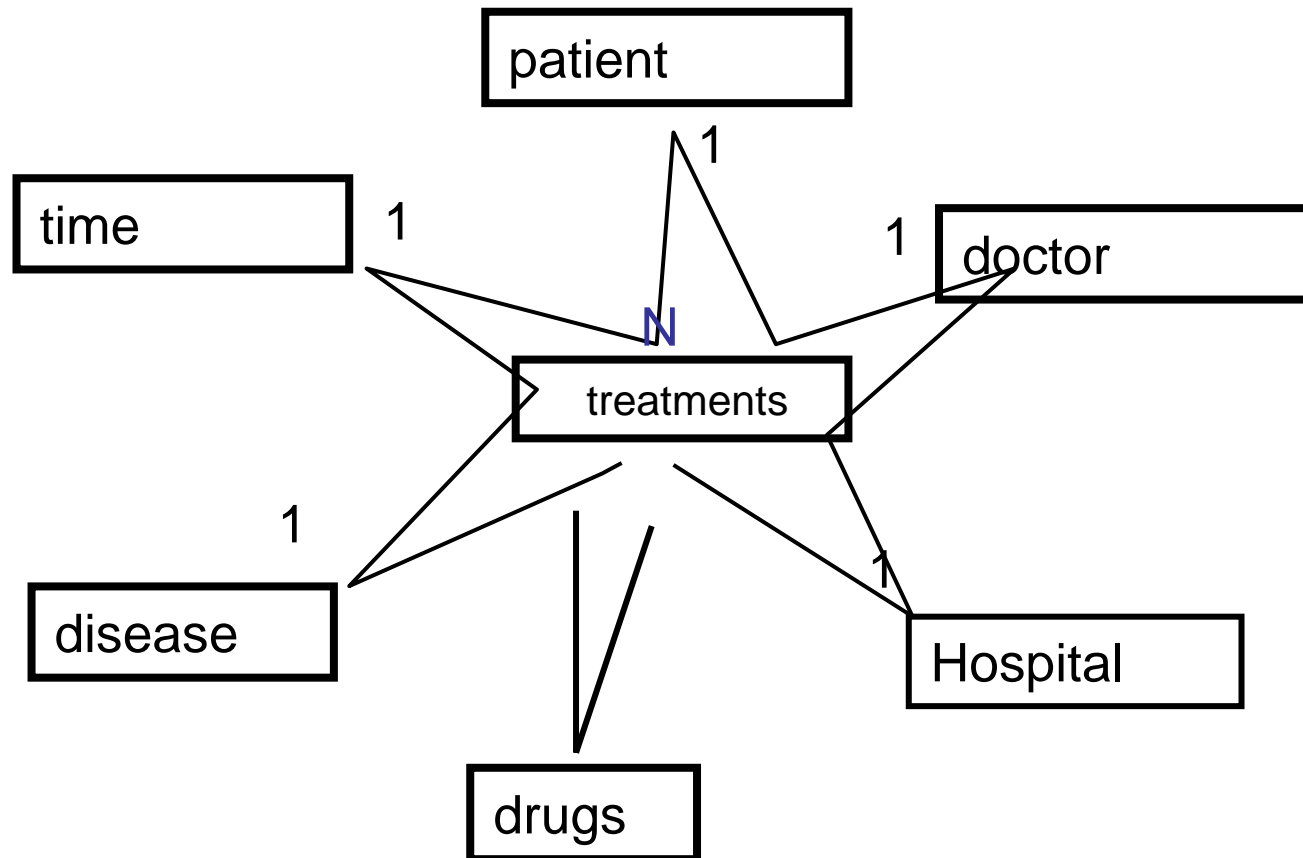 patient
1
time
1
1
doctor
N
treatments
1
disease
1
Hospital
drugs